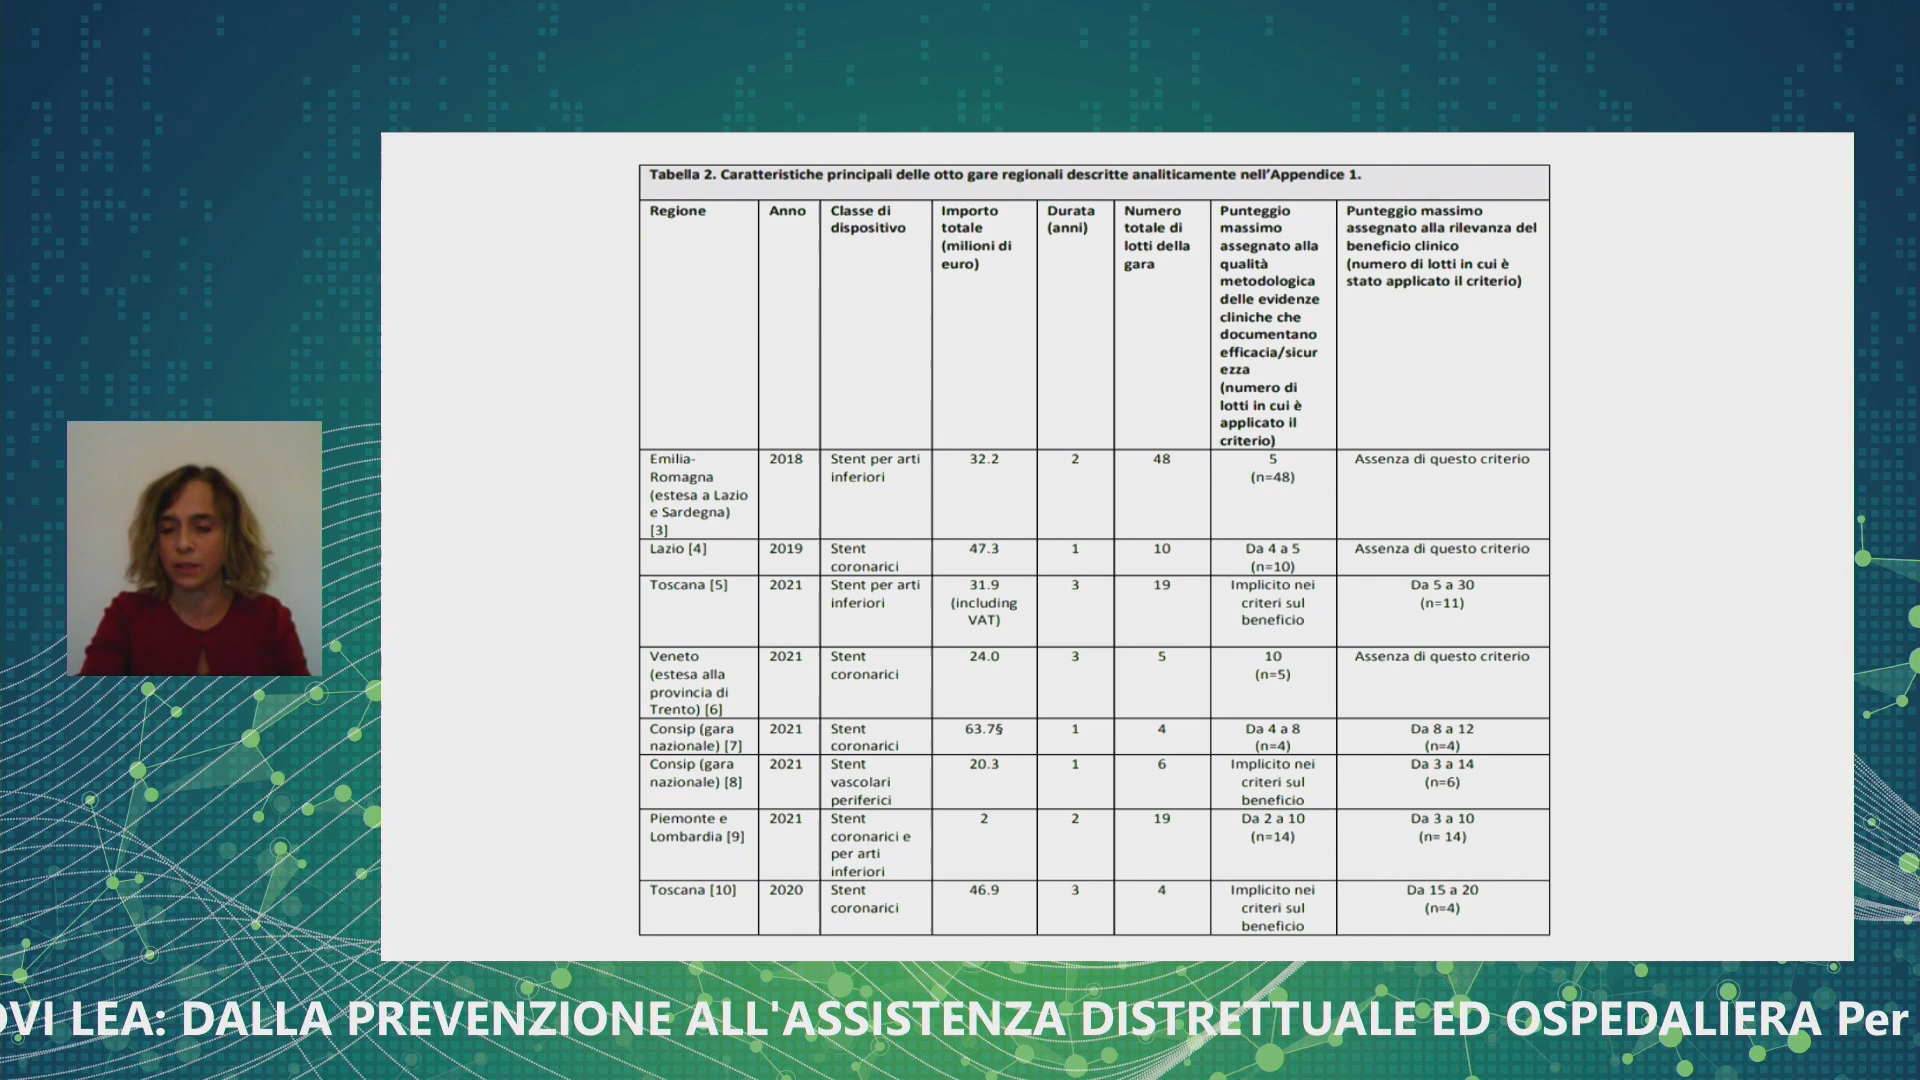 Tabella 2. Caratteristiche principali delle otto gare regionali descritte analiticamente nell'Appendice 1.
Regione
Anno
Classe di
dispositivo
Importo
totale
(milioni di
euro)
Durata
(anni)
Numero
totale di
lotti della
gara
Punteggio
massimo
assegnato alla
qualità
metodologica
delle evidenze
cliniche che
documentano
efficacia/sicur
ezza
(numero di
lotti in cui è
applicato il
criterio)
Punteggio massimo
assegnato alla rilevanza del
beneficio clinico
(numero di lotti in cui è
stato applicato il criterio)
Emilia-
Romagna
(estesa a Lazio
e Sardegna)
[3]
2018
Stent per arti
inferiori
32.2
2
48
5
(n=48)
Assenza di questo criterio
Lazio [4]
2019
Stent
coronarici
47.3
1
10
Da 4 a 5
(n=10)
Assenza di questo criterio
Toscana [5]
2021
Stent per arti
inferiori
31.9
(including
VAT)
3
19
Implicito nei
criteri sul
beneficio
Da 5 a 30
(n=11)
Veneto
(estesa alla
provincia di
Trento) [6]
2021
Stent
coronarici
24.0
3
5
10
(n=5)
Assenza di questo criterio
Consip (gara
nazionale) [7]
2021
Stent
coronarici
63.7§
1
4
Da 4 a 8
(n=4)
Da 8 a 12
(n=4)
Consip (gara
nazionale) [8]
2021
Stent
vascolari
periferici
20.3
1
6
Implicito nei
criteri sul
beneficio
Da 3 a 14
(n=6)
Piemonte e
Lombardia [9]
2021
Stent
coronarici e
per arti
inferiori
2
2
19
Da 2 a 10
(n=14)
Da 3 a 10
(n= 14)
Toscana [10]
2020
Stent
coronarici
46.9
3
4
Implicito nei
criteri sul
beneficio
Da 15 a 20
(n=4)
OVI LEA: DALLA PREVENZIONE ALL'ASSISTENZA DISTRETTUALE ED OSPEDALIERA Per